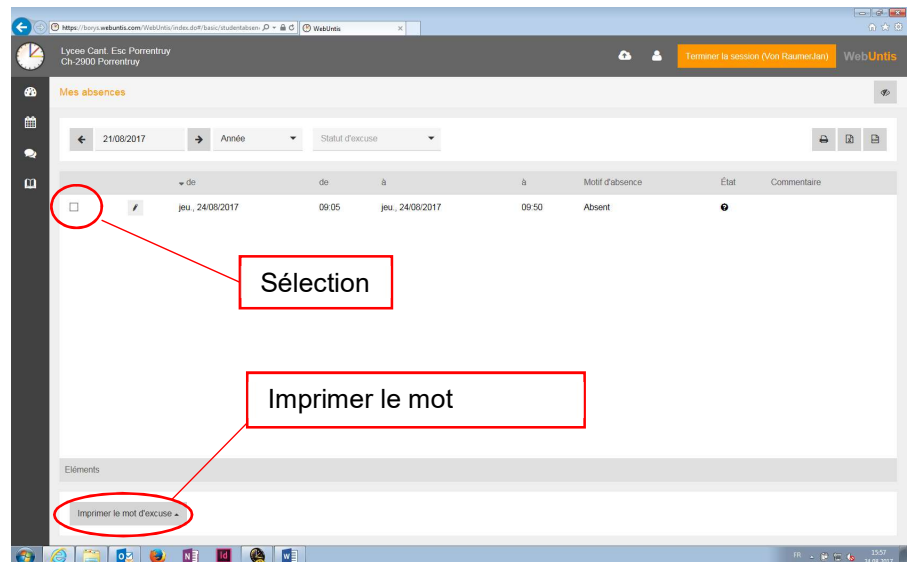 https://borys.webuntis.com/WebUntis/index.do#/basic/studentabsen
WebUntis
Lycee Cant. Esc Porrentruy
Ch-2900 Porrentruy
Terminer la session (Von RaumerJan)
WebUntis
Mes absences
21/08/2017
Année
Statut d'excuse
de
de
à
à
Motif d'absence
État
Commentaire
jeu., 24/08/2017
09:05
jeu., 24/08/2017
09:50
Absent
Sélection
Imprimer le mot
Eléments
Imprimer le mot d'excuse
FR
15:57
24.08.2017